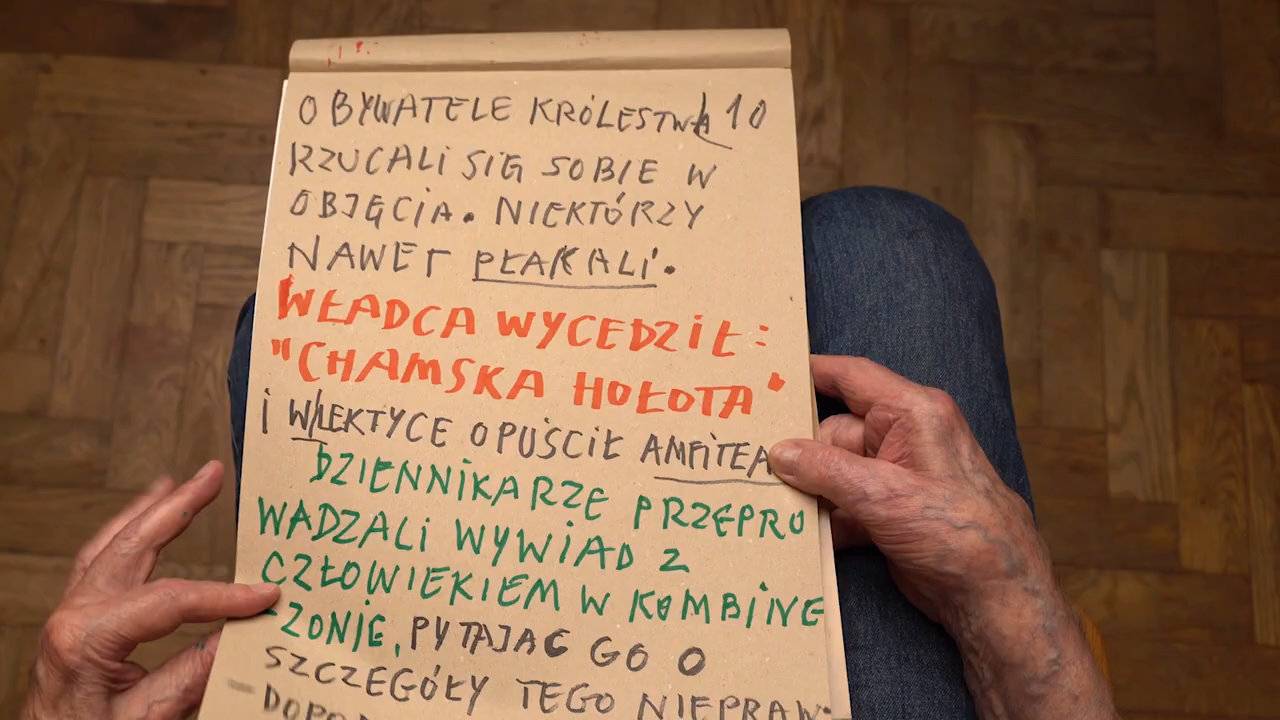 OBYWATELE KRÓLESTWA 10
RZUCALI SIĘ SOBIE W
OBJĘCIA. NIEKTÓRZY
NAWET PŁAKALI.
WŁADCA WYCEDZIŁ:
"CHAMSKA HOŁOTA"
I W LEKTYCE OPUŚCIŁ AMFITEA
DZIENNIKARZE PRZEPRO
WADZALI WYWIAD Z
CZŁOWIEKIEM W KOMBINE
-ZONIE, PYTAJĄC GO O
SZCZEGÓŁY TEGO NIEPRAW-